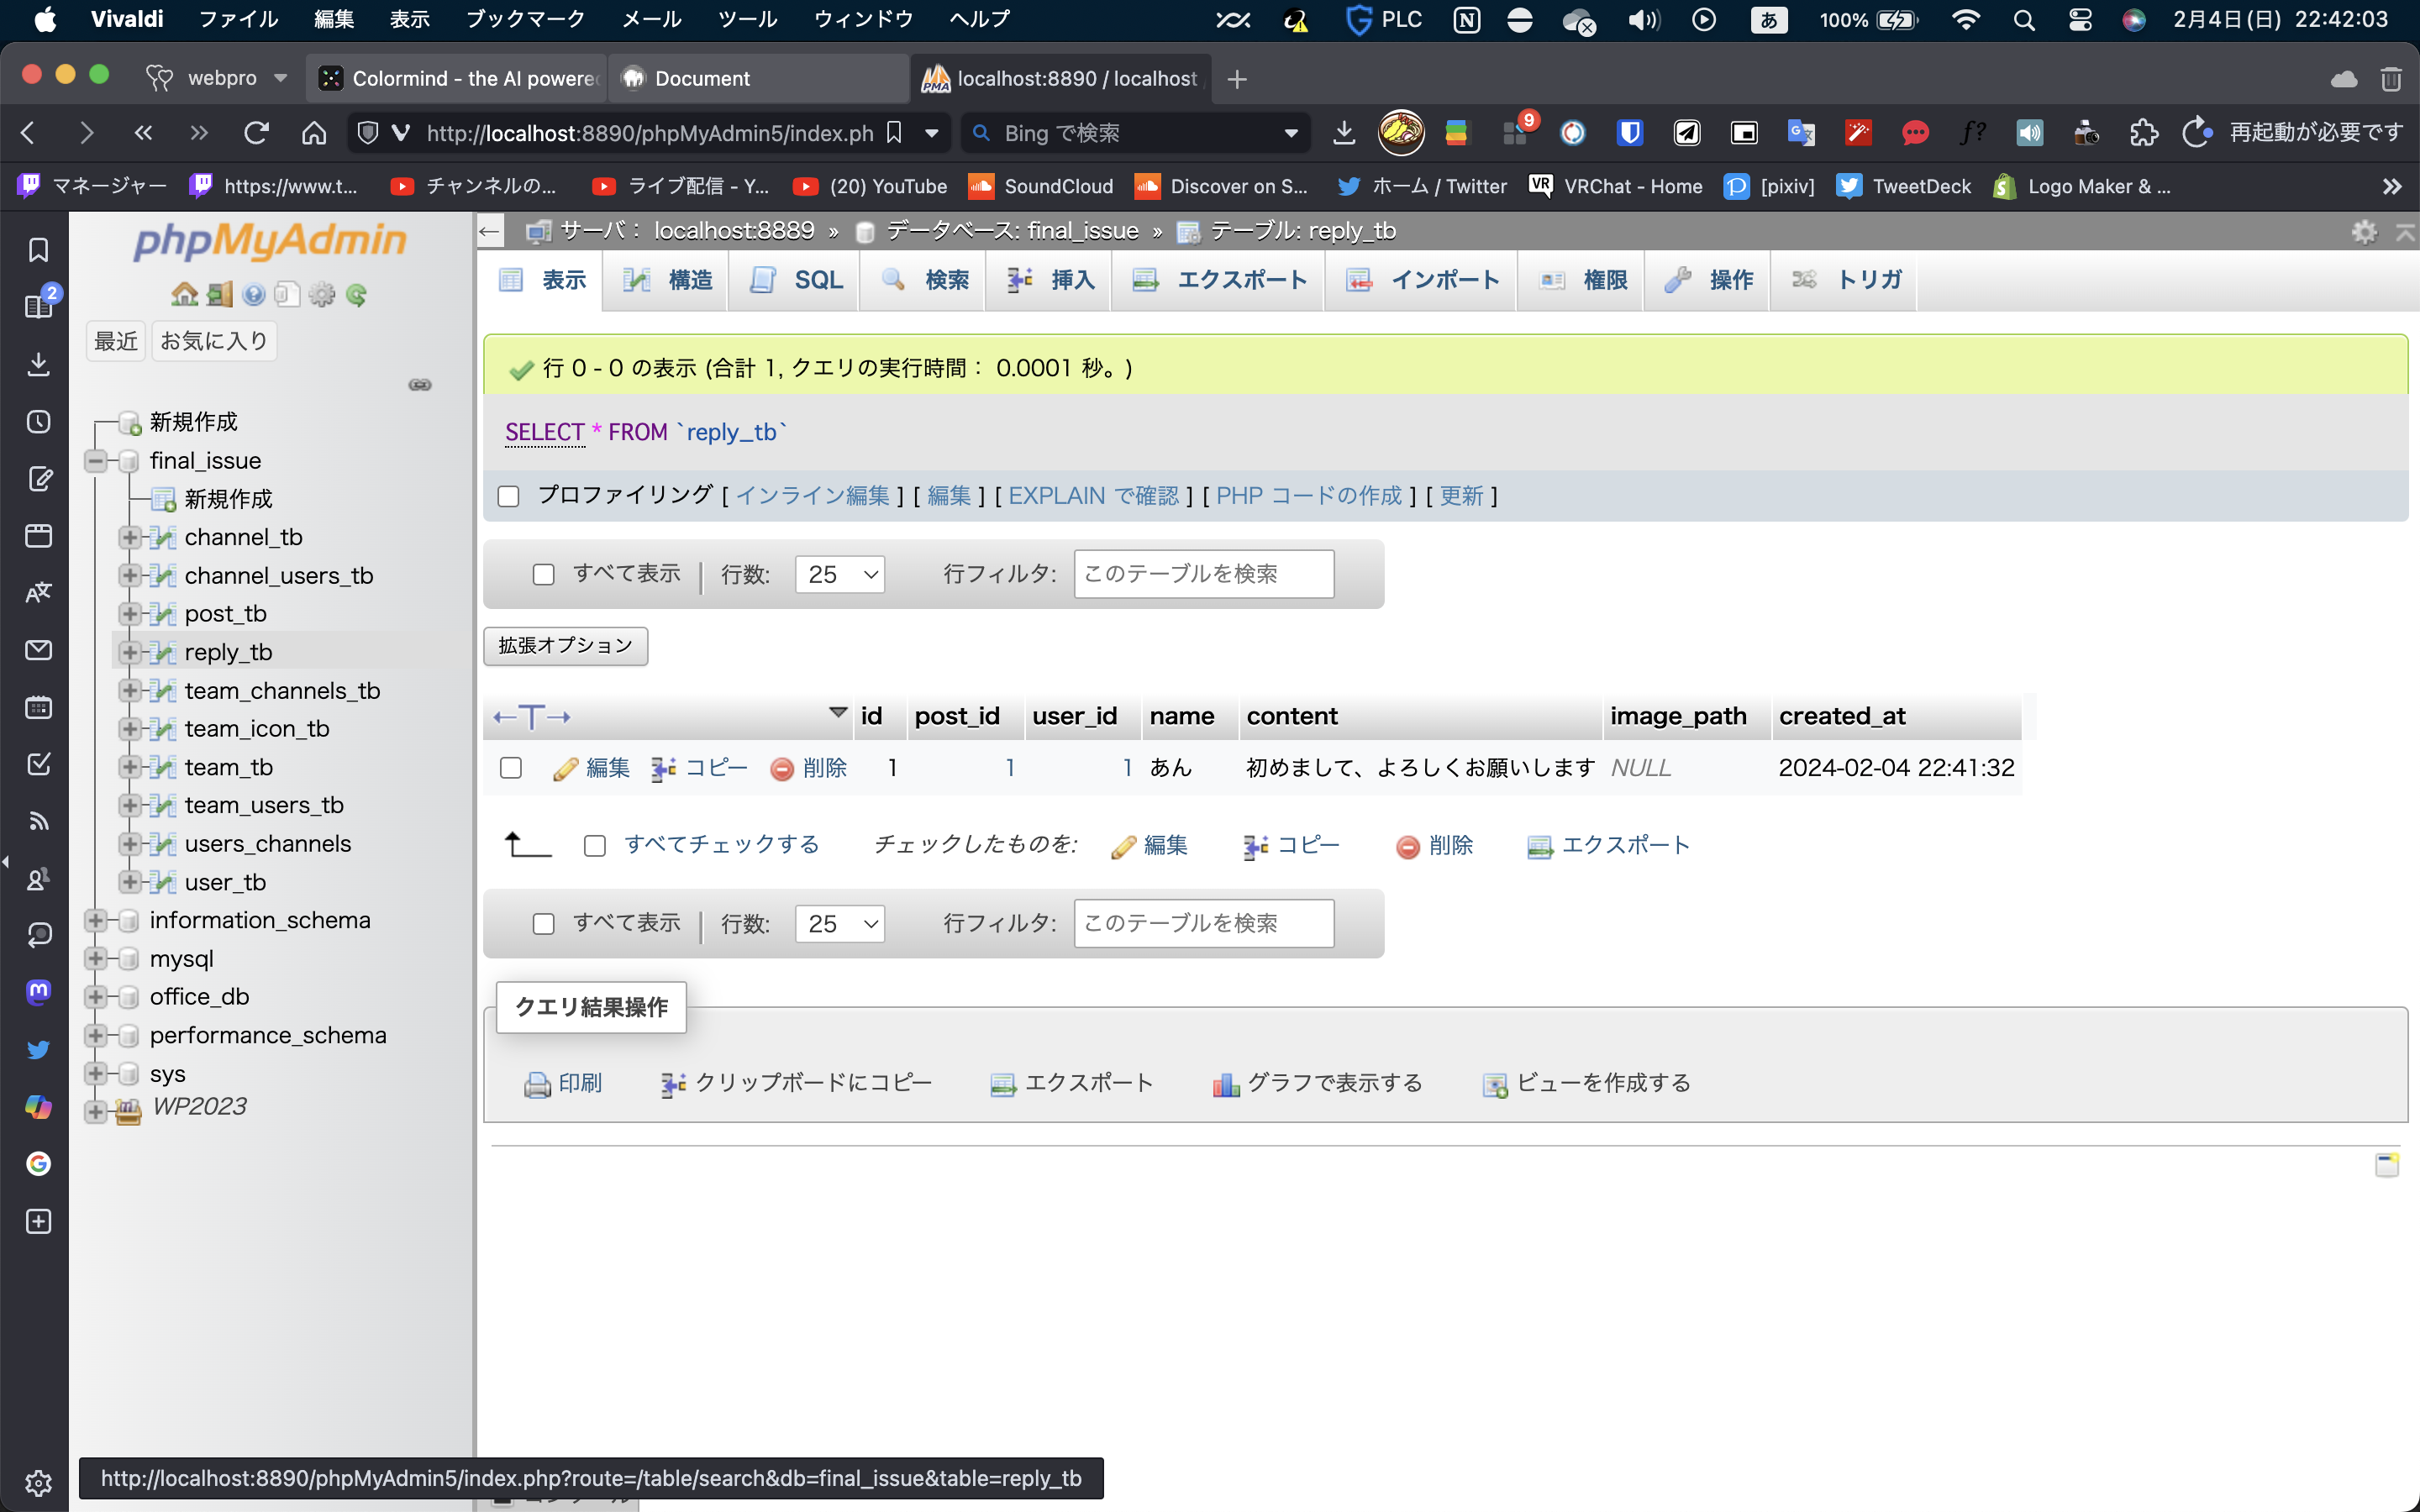 Vivaldi ファイル 編集 表示 ブックマーク メール ツール ウィンドウ ヘルプ PLC あ 100% 2月4日(日) 22:42:03
webpro Colormind - the AI powere Document localhost:8890 / localhost
http://localhost:8890/phpMyAdmin5/index.ph Bing で検索 9 再起動が必要です
マネージャー https://www.t... チャンネルの... ライブ配信 - Y... (20) YouTube SoundCloud Discover on S... ホーム / Twitter VRChat - Home [pixiv] TweetDeck Logo Maker & ...
phpMyAdmin
サーバ： localhost:8889 » データベース: final_issue » テーブル: reply_tb
表示 構造 SQL 検索 挿入 エクスポート インポート 権限 操作 トリガ
2
最近 お気に入り
新規作成
final_issue
新規作成
channel_tb
channel_users_tb
post_tb
reply_tb
team_channels_tb
team_icon_tb
team_tb
team_users_tb
users_channels
user_tb
information_schema
mysql
office_db
performance_schema
sys
WP2023
行 0 - 0 の表示 (合計 1, クエリの実行時間： 0.0001 秒。)
SELECT * FROM `reply_tb`
プロファイリング [ インライン編集 ] [ 編集 ] [ EXPLAIN で確認 ] [ PHP コードの作成 ] [ 更新 ]
すべて表示 | 行数: 25 行フィルタ: このテーブルを検索
拡張オプション
←T→ id post_id user_id name content image_path created_at
編集 コピー 削除 1 1 1 あん 初めまして、よろしくお願いします NULL 2024-02-04 22:41:32
すべてチェックする チェックしたものを: 編集 コピー 削除 エクスポート
すべて表示 | 行数: 25 行フィルタ: このテーブルを検索
クエリ結果操作
印刷 クリップボードにコピー エクスポート グラフで表示する ビューを作成する
http://localhost:8890/phpMyAdmin5/index.php?route=/table/search&db=final_issue&table=reply_tb